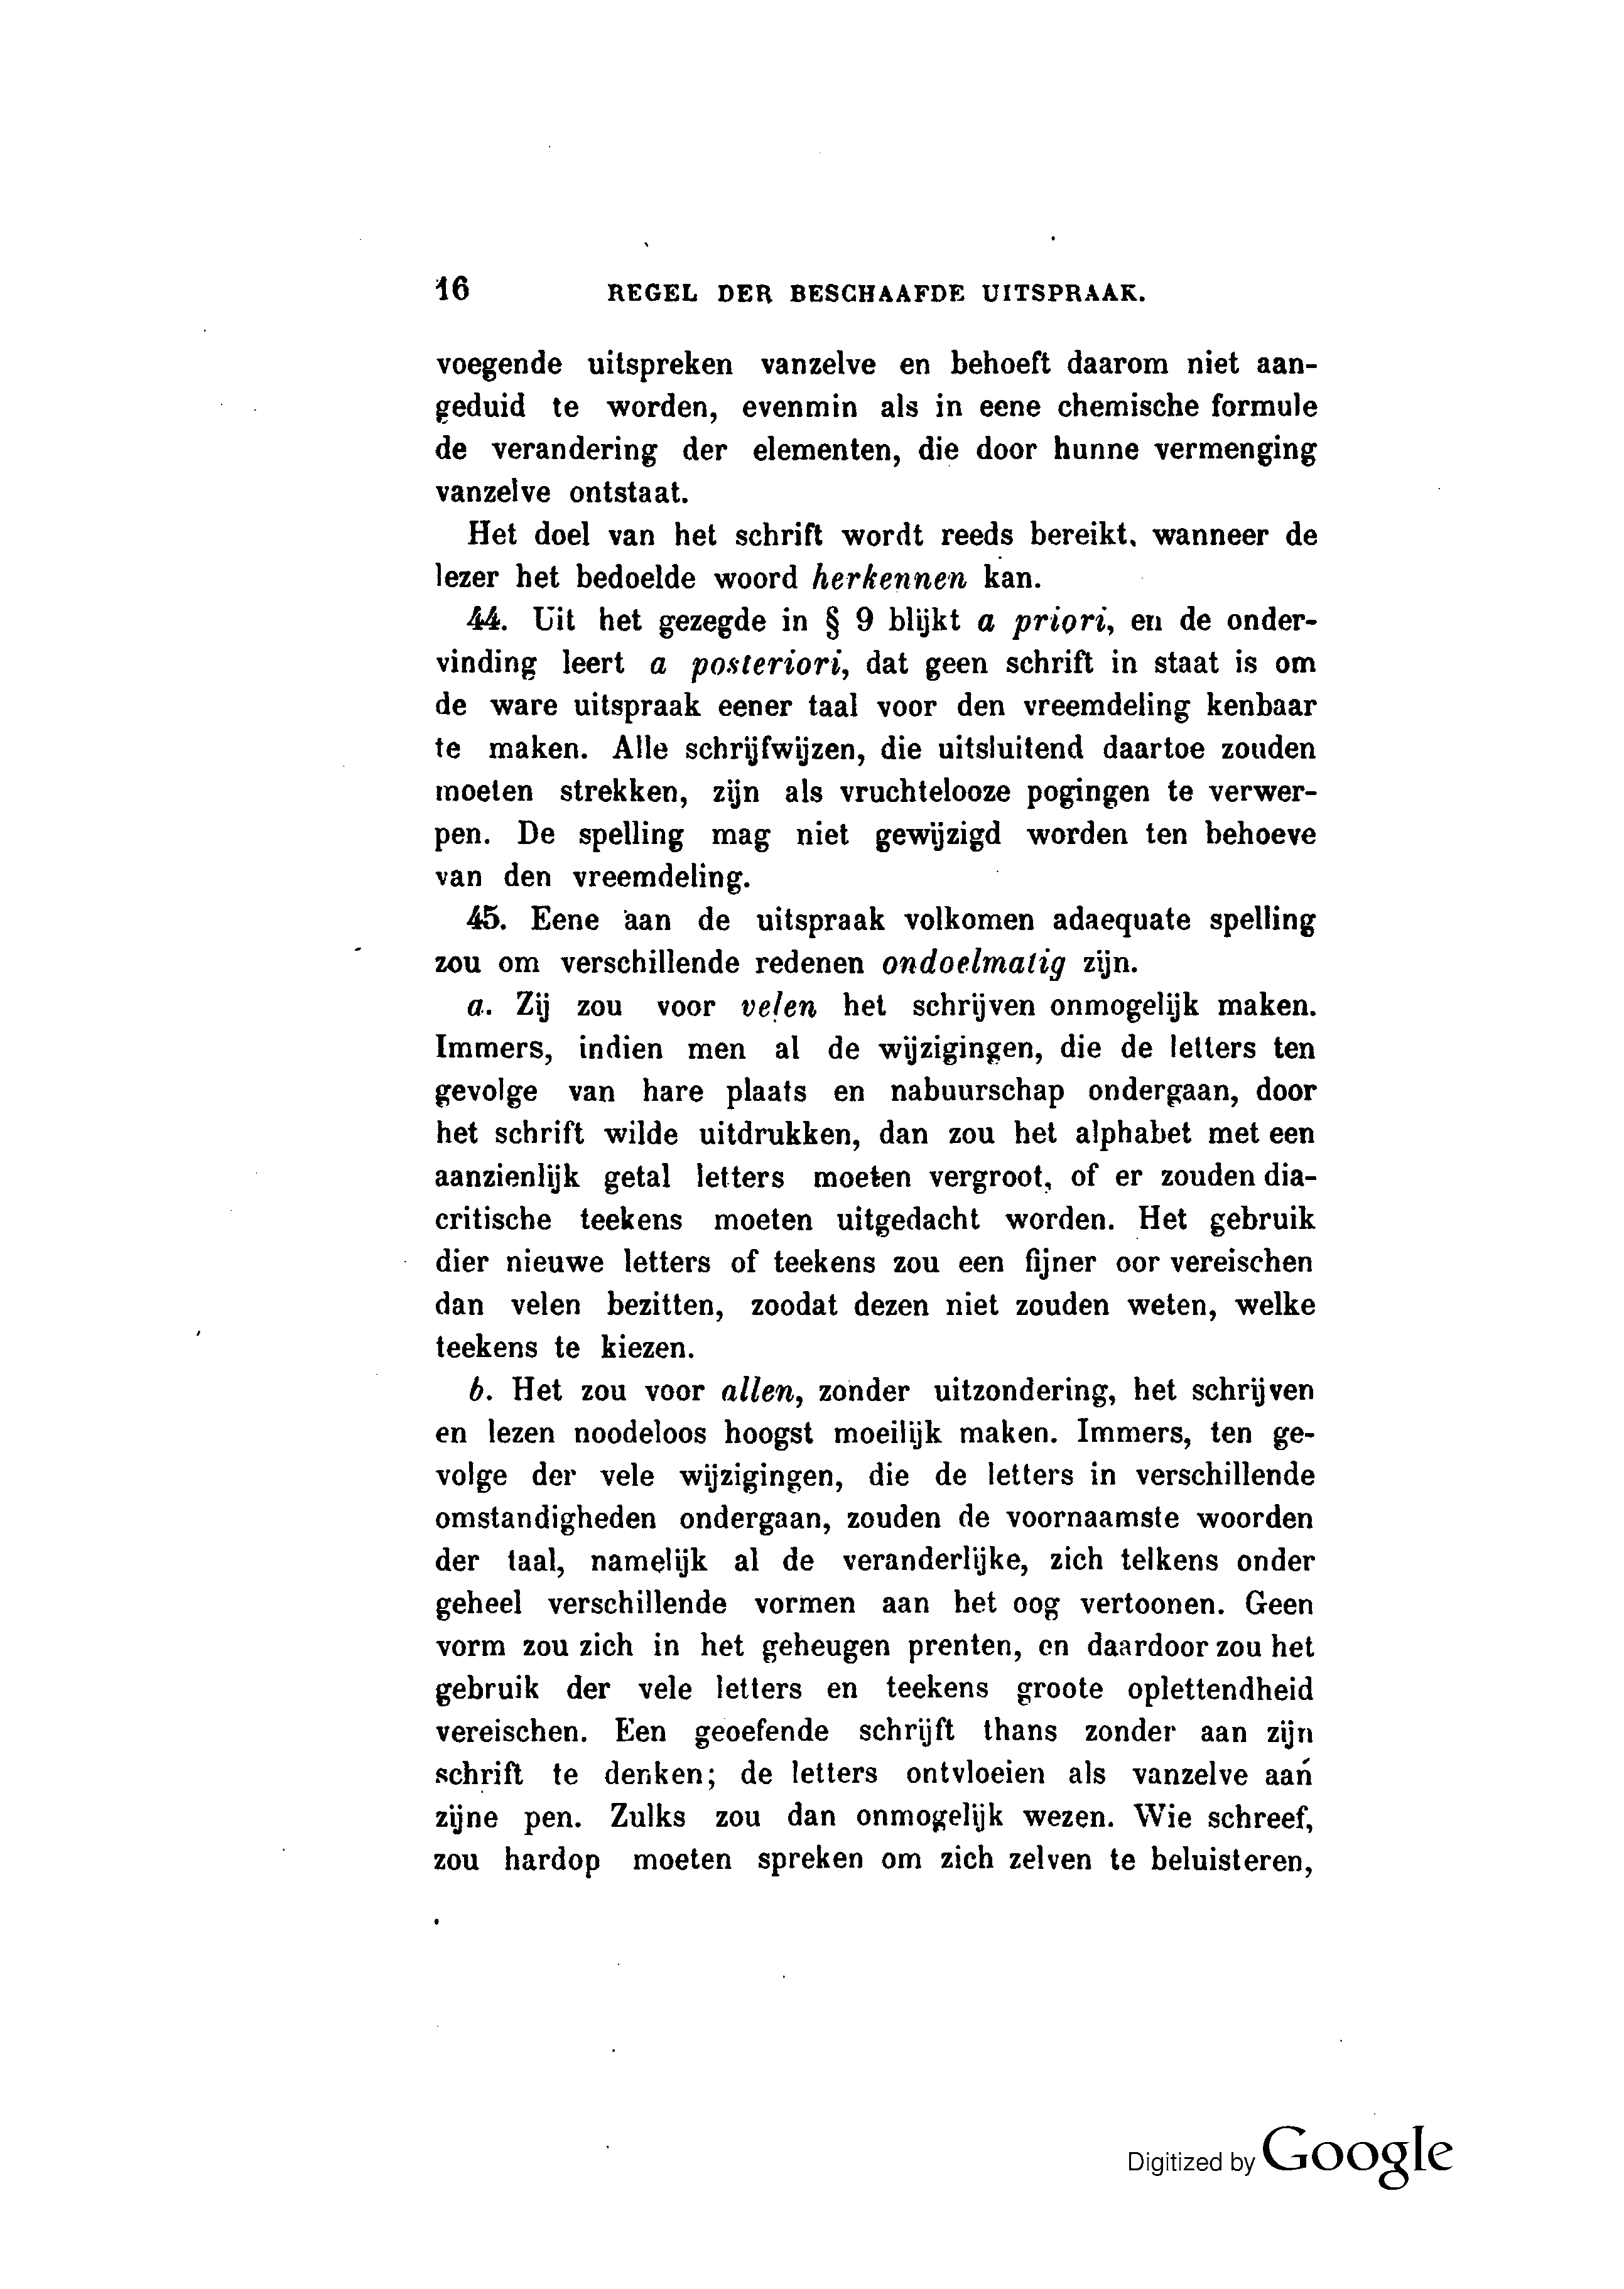 16 REGEL DER BESCHAAFDE UITSPRAAK.
voegende uitspreken vanzelve en behoeft daarom niet aan-
geduid te worden, evenmin als in eene chemische formule
de verandering der elementen, die door hunne vermenging
vanzelve ontstaat.
Het doel van het schrift wordt reeds bereikt, wanneer de
lezer het bedoelde woord herkennen kan.
44. Uit het gezegde in § 9 blijkt a priori, en de onder-
vinding leert a posteriori, dat geen schrift in staat is om
de ware uitspraak eener taal voor den vreemdeling kenbaar
te maken. Alle schrijfwijzen, die uitsluitend daartoe zouden
moeten strekken, zijn als vruchtelooze pogingen te verwer-
pen. De spelling mag niet gewijzigd worden ten behoeve
van den vreemdeling.
45. Eene aan de uitspraak volkomen adaequate spelling
zou om verschillende redenen ondoelmatig zijn.
a. Zij zou voor velen het schrijven onmogelijk maken.
Immers, indien men al de wijzigingen, die de letters ten
gevolge van hare plaats en nabuurschap ondergaan, door
het schrift wilde uitdrukken, dan zou het alphabet met een
aanzienlijk getal letters moeten vergroot, of er zouden dia-
critische teekens moeten uitgedacht worden. Het gebruik
dier nieuwe letters of teekens zou een fijner oor vereischen
dan velen bezitten, zoodat dezen niet zouden weten, welke
teekens te kiezen.
b. Het zou voor allen, zonder uitzondering, het schrijven
en lezen noodeloos hoogst moeilijk maken. Immers, ten ge-
volge der vele wijzigingen, die de letters in verschillende
omstandigheden ondergaan, zouden de voornaamste woorden
der taal, namelijk al de veranderlijke, zich telkens onder
geheel verschillende vormen aan het oog vertoonen. Geen
vorm zou zich in het geheugen prenten, en daardoor zou het
gebruik der vele letters en teekens groote oplettendheid
vereischen. Een geoefende schrijft thans zonder aan zijn
schrift te denken; de letters ontvloeien als vanzelve aan
zijne pen. Zulks zou dan onmogelijk wezen. Wie schreef,
zou hardop moeten spreken om zich zelven te beluisteren,
Digitized by Google